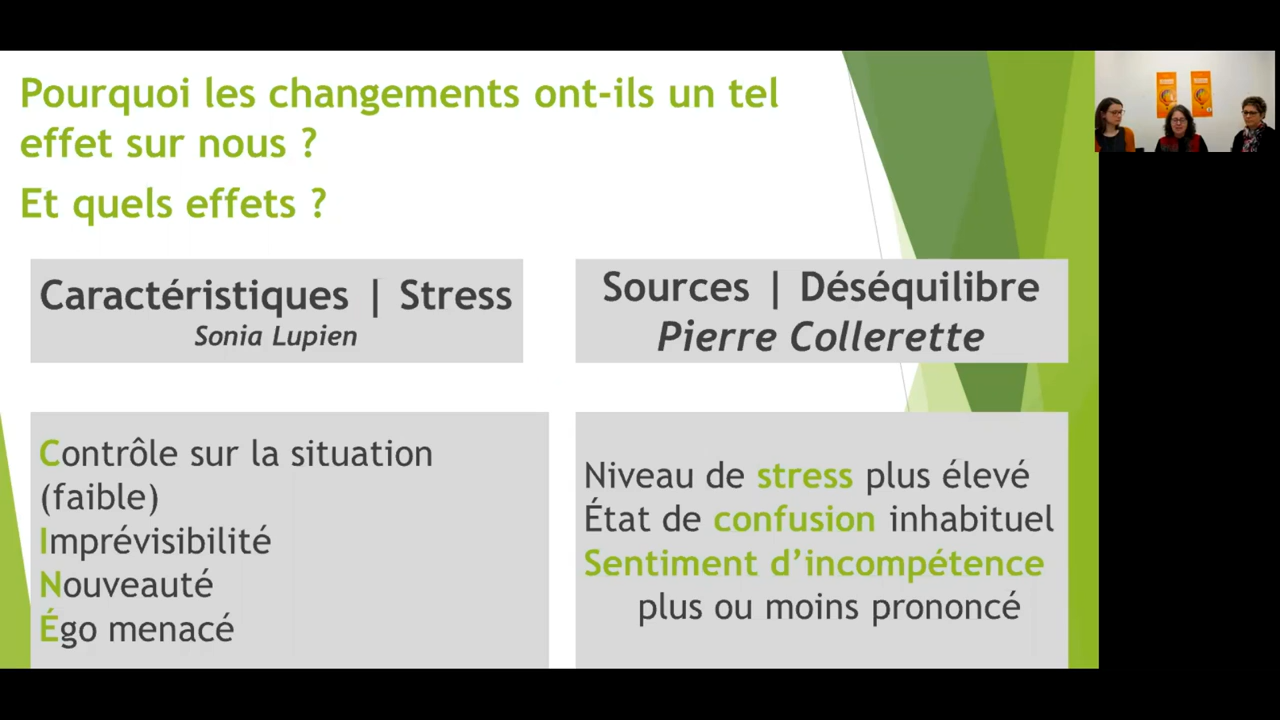 Pourquoi les changements ont-ils un tel
effet sur nous ?
Et quels effets ?
Caractéristiques | Stress
Sonia Lupien
Sources | Déséquilibre
Pierre Collerette
Contrôle sur la situation
(faible)
Imprévisibilité
Nouveauté
Égo menacé
Niveau de stress plus élevé
État de confusion inhabituel
Sentiment d’incompétence
plus ou moins prononcé